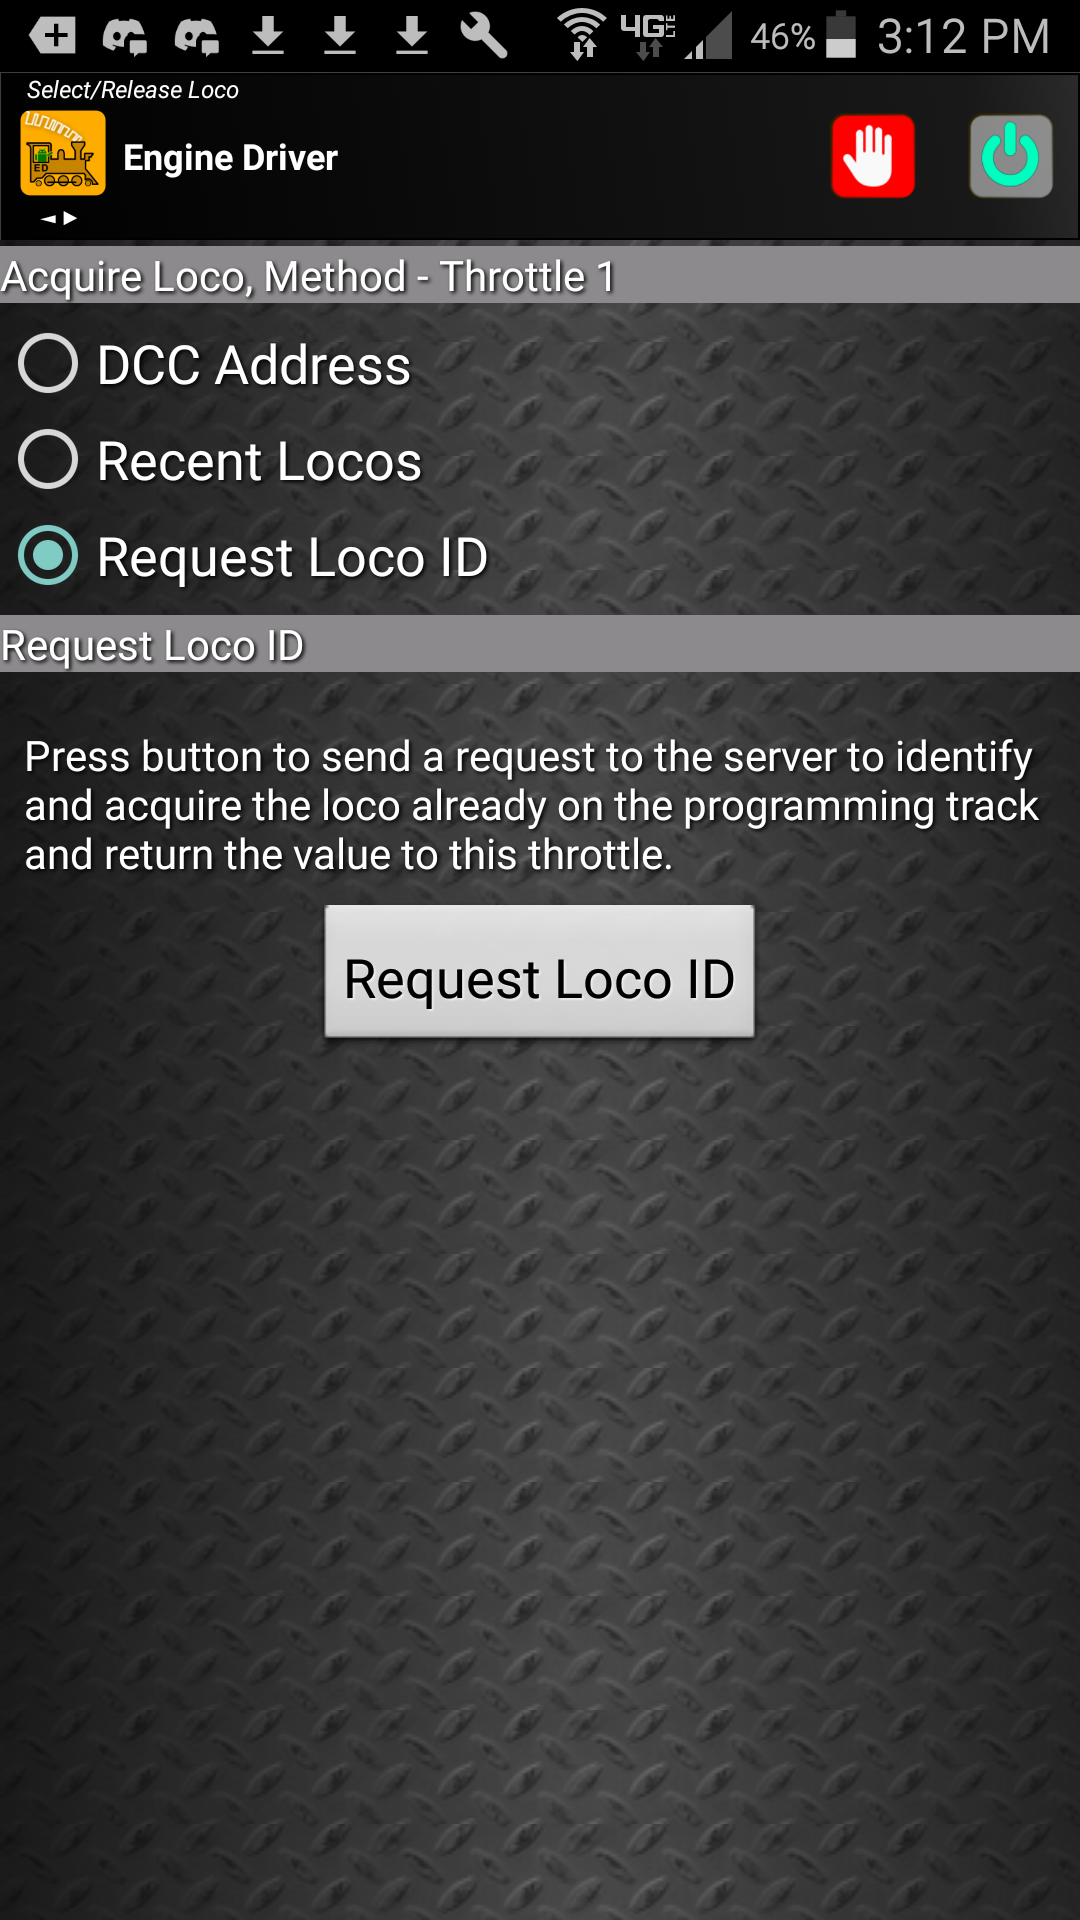 4G LTE 46% 3:12 PM
Select/Release Loco
ED
Engine Driver
Acquire Loco, Method - Throttle 1
DCC Address
Recent Locos
Request Loco ID
Request Loco ID
Press button to send a request to the server to identify
and acquire the loco already on the programming track
and return the value to this throttle.
Request Loco ID